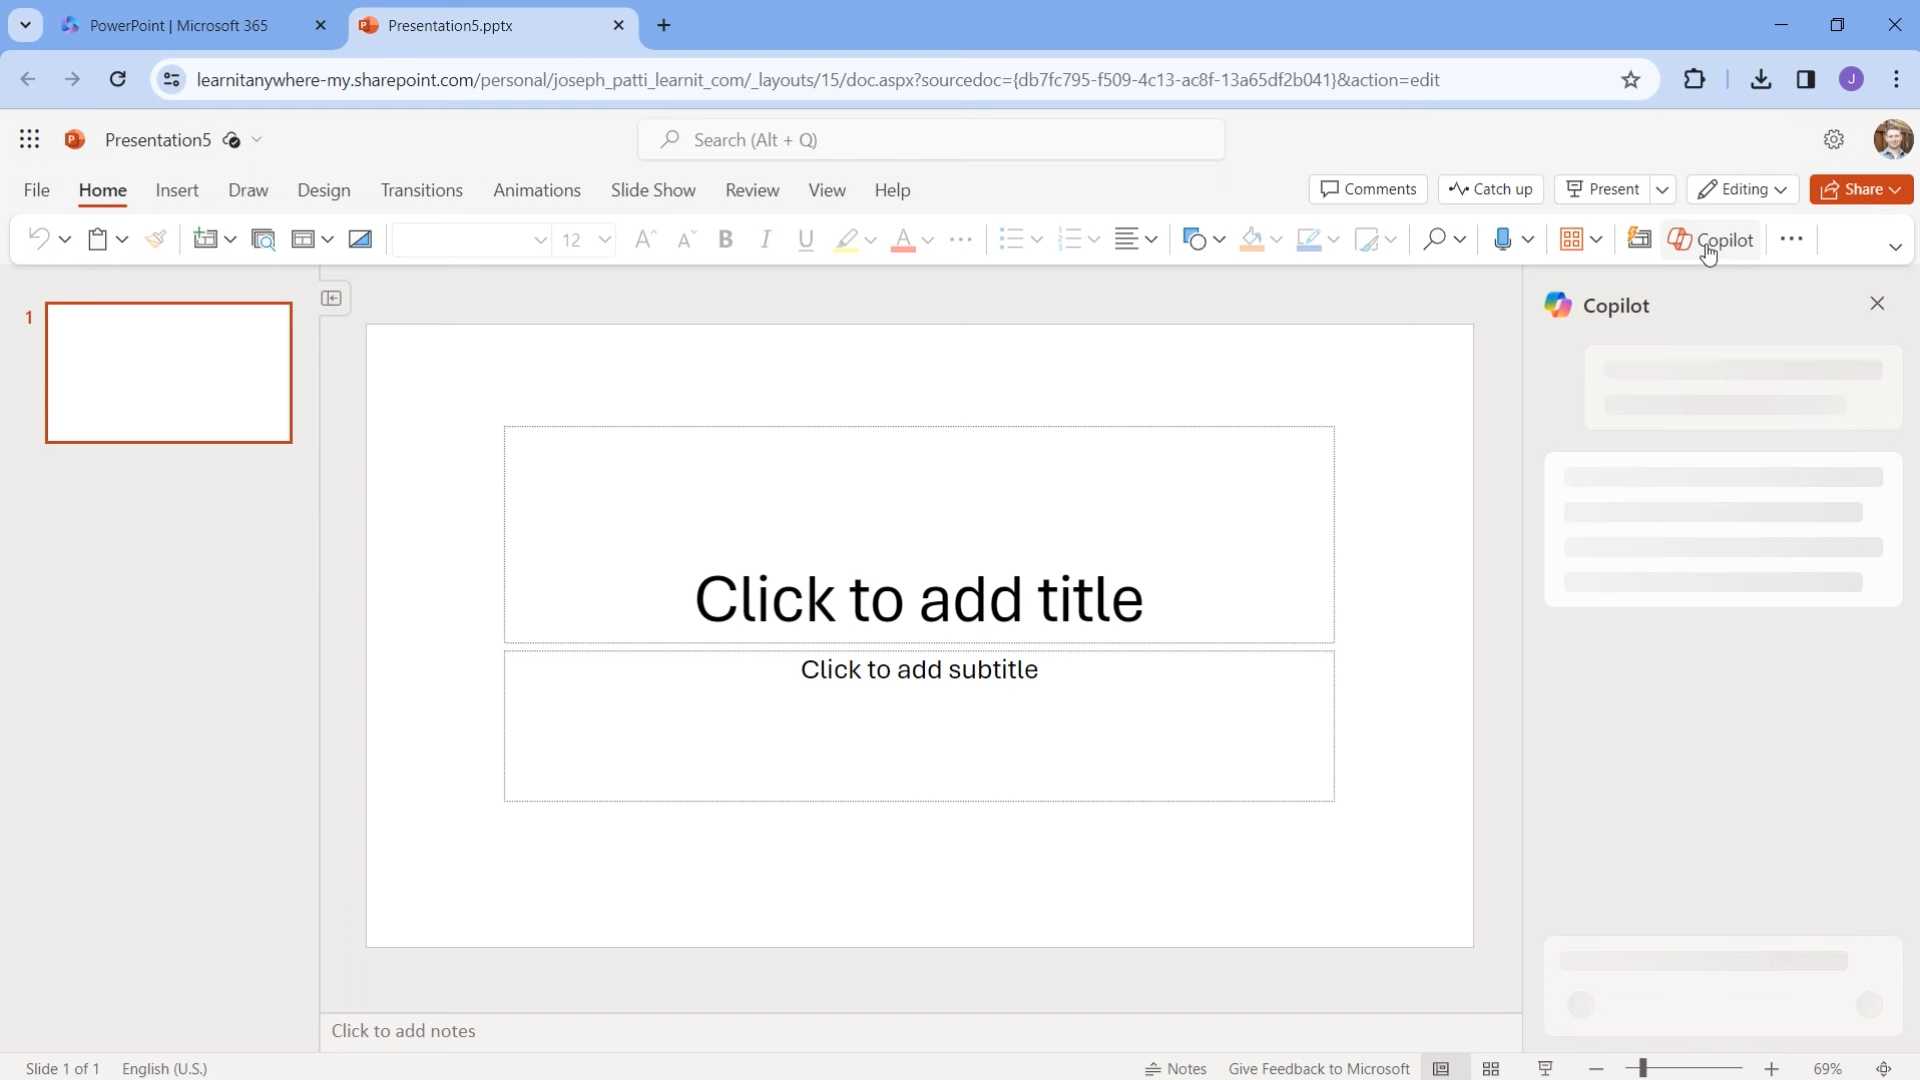 PowerPoint | Microsoft 365
Presentation5.pptx
learnitanywhere-my.sharepoint.com/personal/joseph_patti_learnit_com/_layouts/15/doc.aspx?sourcedoc={db7fc795-f509-4c13-ac8f-13a65df2b041}&action=edit
J
Presentation5
Search (Alt + Q)
File Home Insert Draw Design Transitions Animations Slide Show Review View Help Comments Catch up Present Editing Share
12 B I U A Copilot
Copilot
1
Click to add title
Click to add subtitle
Click to add notes
Slide 1 of 1 English (U.S.) Notes Give Feedback to Microsoft 69%